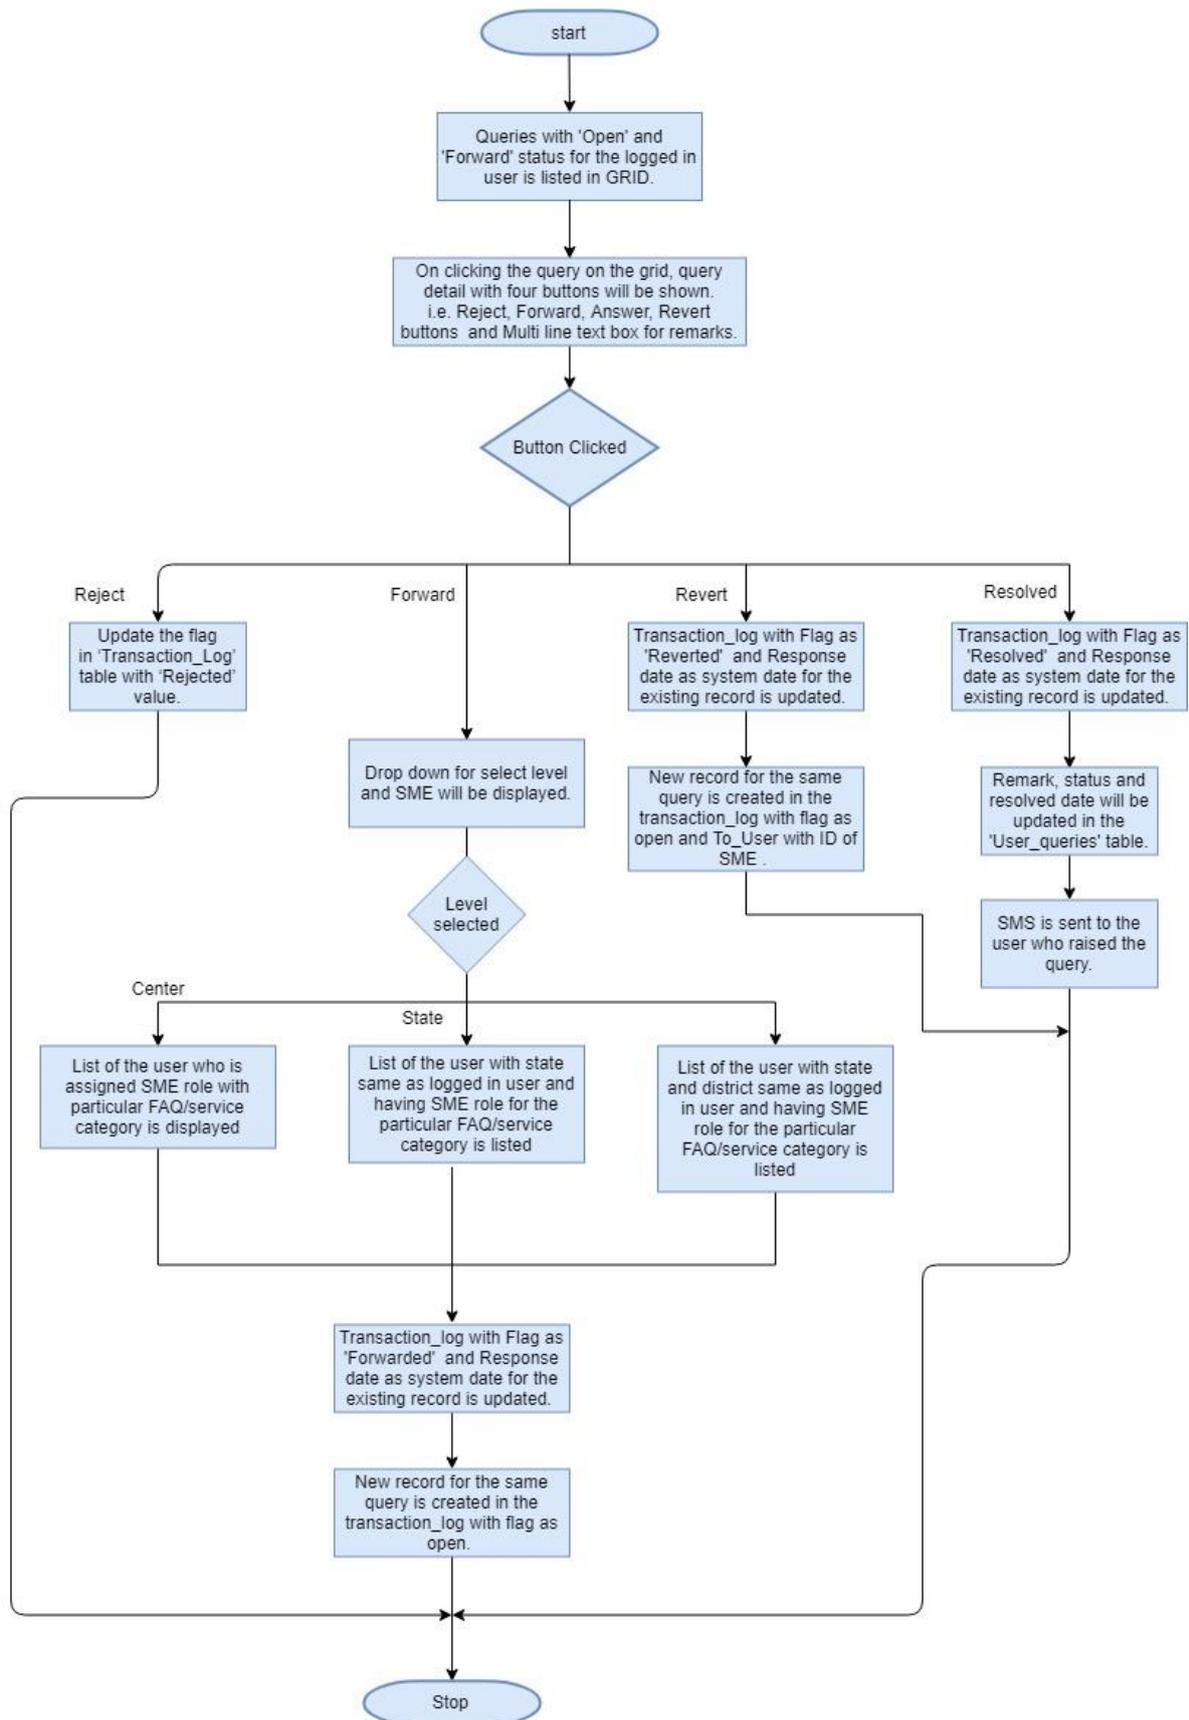 start
Queries with 'Open' and
'Forward' status for the logged in
user is listed in GRID.
On clicking the query on the grid, query
detail with four buttons will be shown.
i.e. Reject, Forward, Answer, Revert
buttons and Multi line text box for remarks.
Button Clicked
Reject
Forward
Revert
Resolved
Update the flag
in ‘Transaction_Log’
table with ‘Rejected’
value.
Transaction_log with Flag as
'Reverted' and Response
date as system date for the
existing record is updated.
Transaction_log with Flag as
'Resolved' and Response
date as system date for the
existing record is updated.
Drop down for select level
and SME will be displayed.
New record for the same
query is created in the
transaction_log with flag as
open and To_User with ID of
SME .
Remark, status and
resolved date will be
updated in the
'User_queries' table.
Level
selected
SMS is sent to the
user who raised the
query.
Center
State
List of the user who is
assigned SME role with
particular FAQ/service
category is displayed
List of the user with state
same as logged in user and
having SME role for the
particular FAQ/service
category is listed
List of the user with state
and district same as logged
in user and having SME
role for the particular
FAQ/service category is
listed
Transaction_log with Flag as
'Forwarded' and Response
date as system date for the
existing record is updated.
New record for the same
query is created in the
transaction_log with flag as
open.
Stop